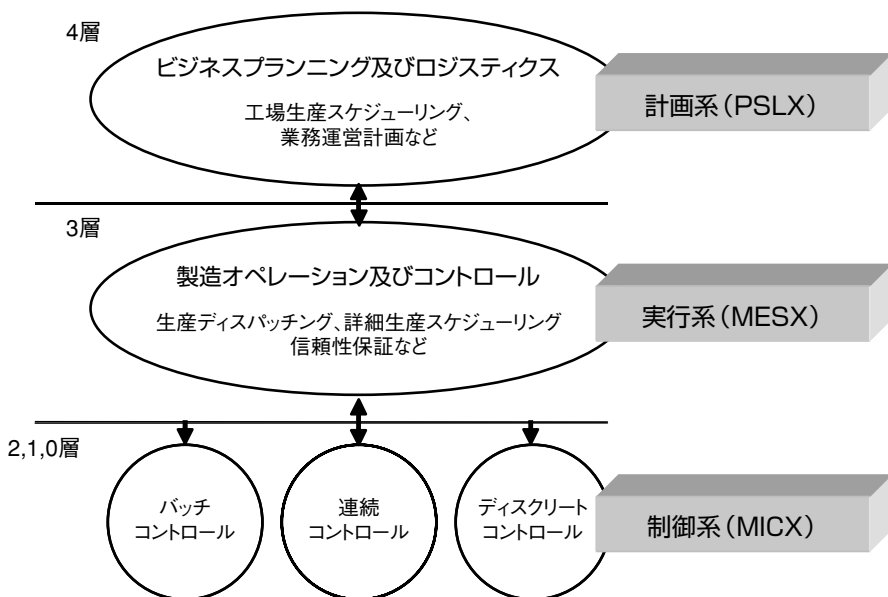 4層
ビジネスプランニング及びロジスティクス
工場生産スケジューリング、
業務運営計画など
計画系(PSLX)
3層
製造オペレーション及びコントロール
生産ディスパッチング、詳細生産スケジューリング
信頼性保証など
実行系(MESX)
2,1,0層
バッチ
コントロール
連続
コントロール
ディスクリート
コントロール
制御系(MICX)